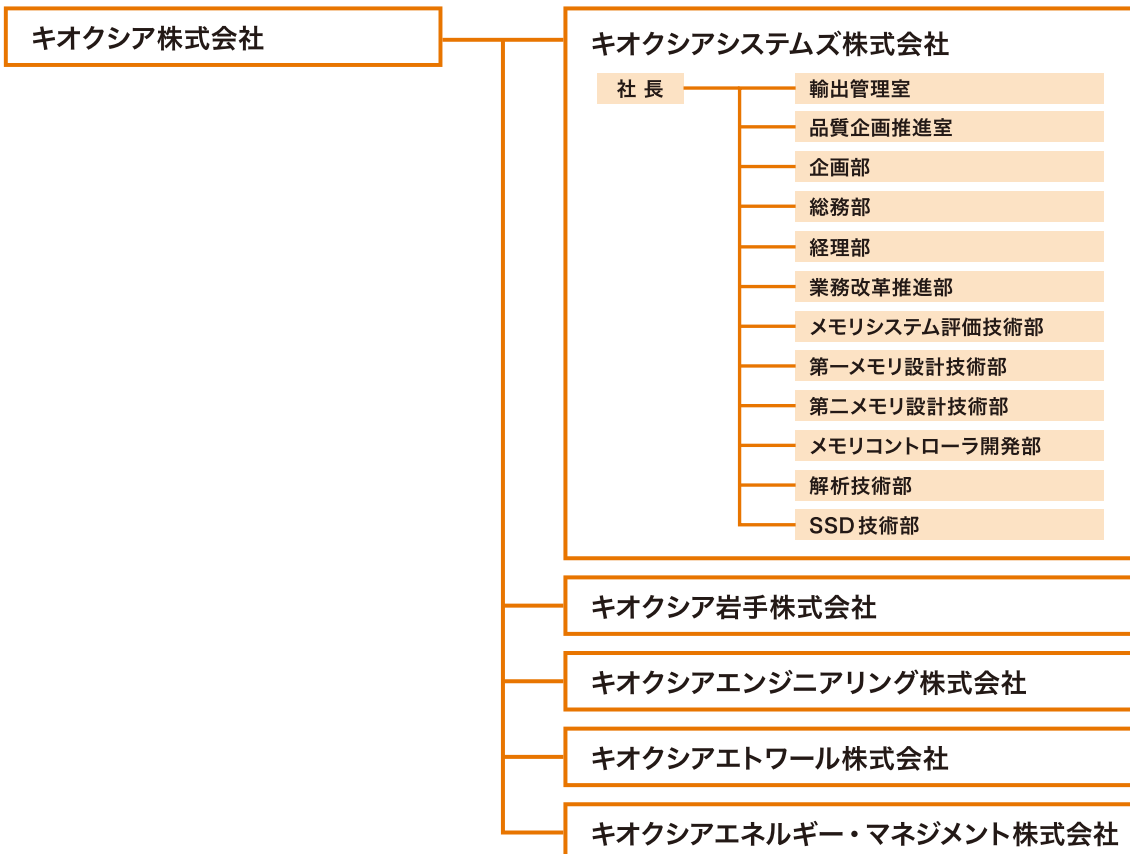 キオクシア株式会社
キオクシアシステムズ株式会社
社 長
輸出管理室
品質企画推進室
企画部
総務部
経理部
業務改革推進部
メモリシステム評価技術部
第一メモリ設計技術部
第二メモリ設計技術部
メモリコントローラ開発部
解析技術部
SSD技術部
キオクシア岩手株式会社
キオクシアエンジニアリング株式会社
キオクシアエトワール株式会社
キオクシアエネルギー・マネジメント株式会社